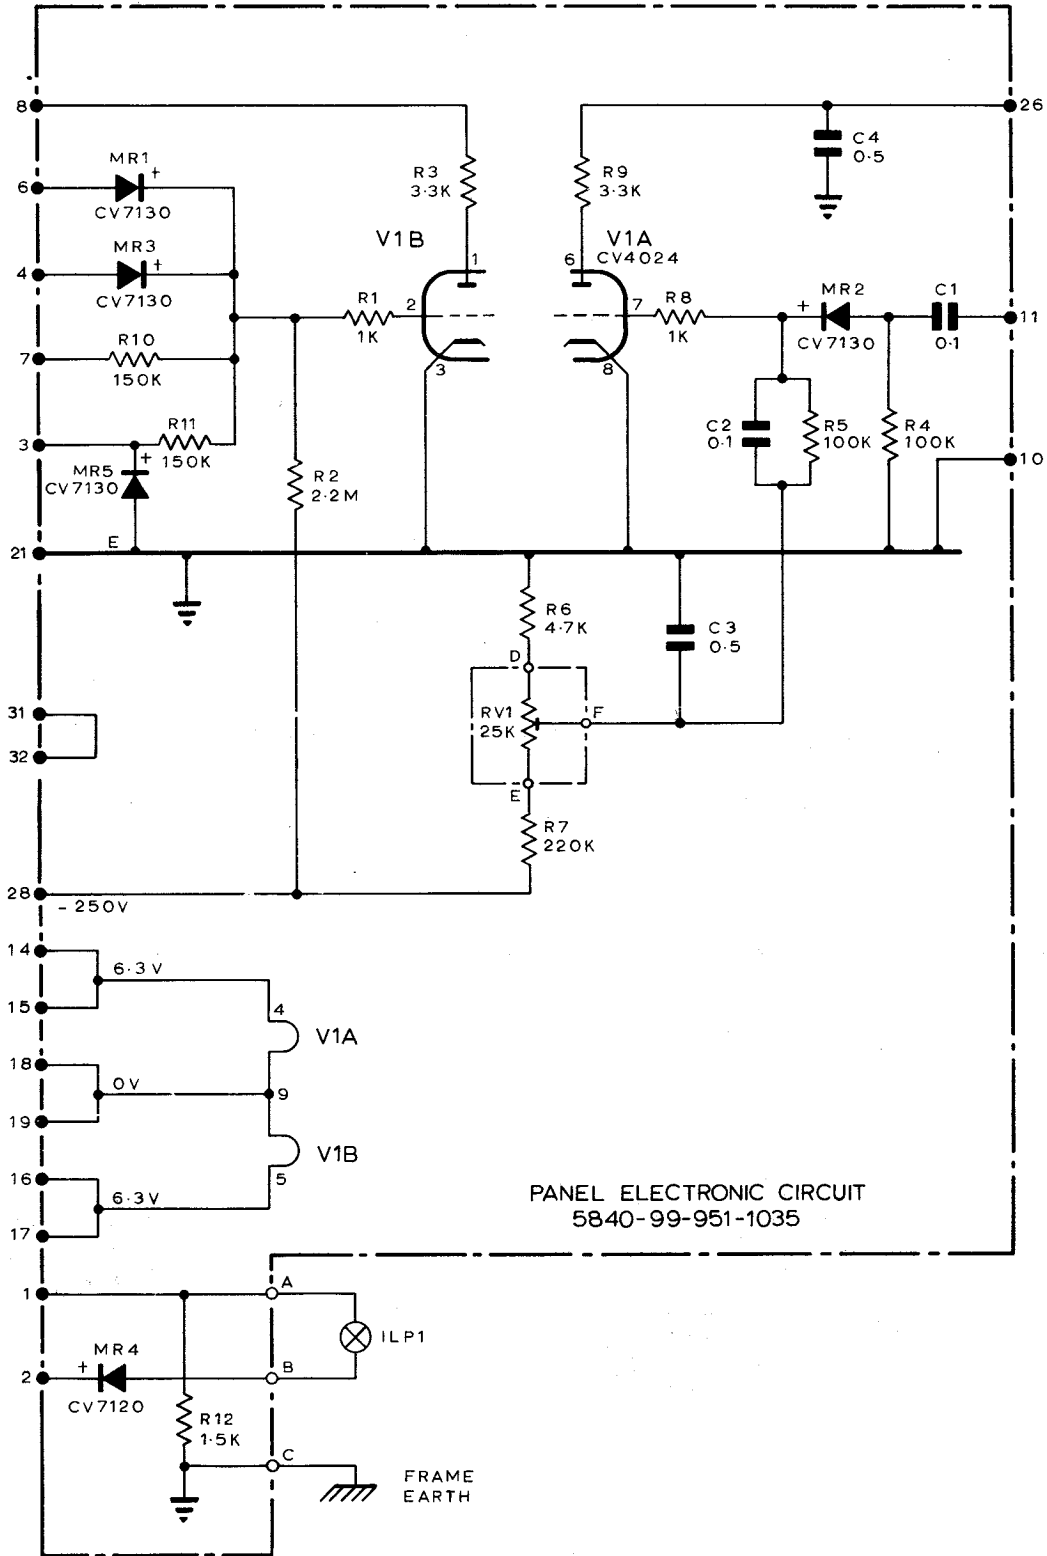 8
26
C4
0·5
MR1
+
6
CV7130
R3
3·3K
R9
3·3K
V1B
V1A
CV4024
MR3
+
4
CV7130
1
6
R1
2
1K
3
7
R8
1K
8
+
MR2
CV7130
C1
0·1
11
R10
7
150K
R11
3
150K
+
MR5
CV7130
R2
2·2M
C2
0·1
R5
100K
R4
100K
10
21
E
R6
4·7K
C3
0·5
D
RV1
25K
F
E
31
32
R7
220K
28
- 250V
14
6·3V
15
4
V1A
18
0V
9
19
V1B
16
5
6·3V
17
PANEL ELECTRONIC CIRCUIT
5840-99-951-1035
1
A
ILP1
MR4
+
2
B
CV7120
R12
1·5K
C
FRAME
EARTH